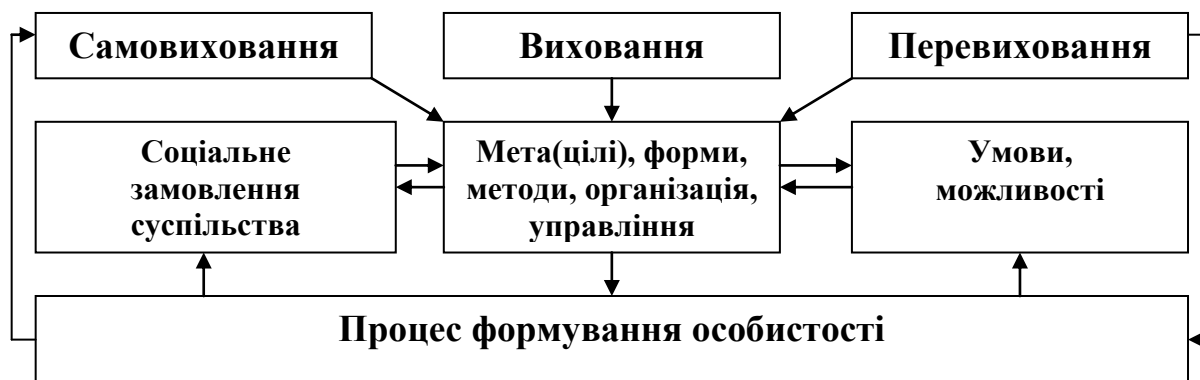 Самовиховання
Виховання
Перевиховання
Соціальне
замовлення
суспільства
Мета(цілі), форми,
методи, організація,
управління
Умови,
можливості
Процес формування особистості